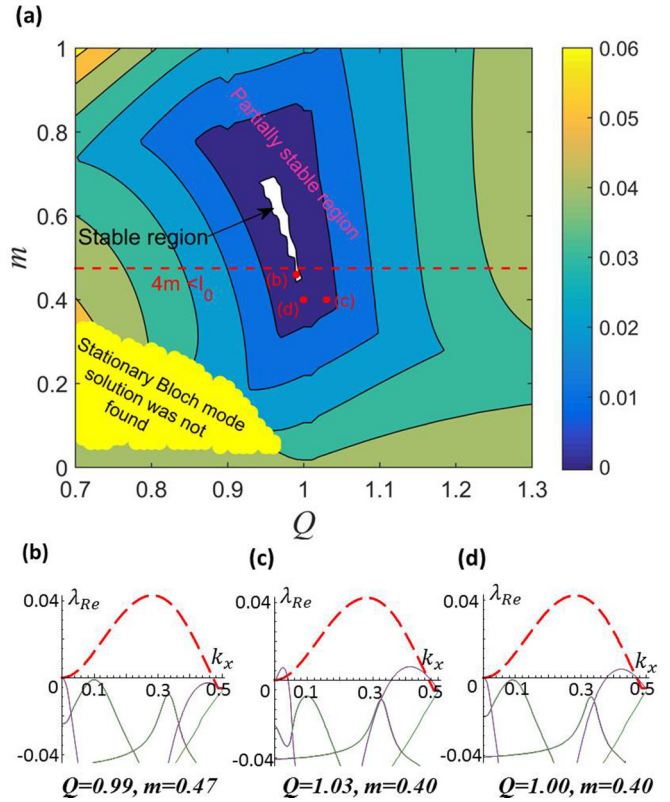 (a)
1
0.8
0.6
0.4
0.2
0
m
Partially stable region
Stable region
4m <I0
(b)
(d)
(c)
Stationary Bloch mode
solution was not
found
0.7
0.8
0.9
1
1.1
1.2
1.3
Q
0.06
0.05
0.04
0.03
0.02
0.01
0
(b)
(c)
(d)
0.04
λRe
kx
0
0.1
0.3
0.5
-0.04
0.04
λRe
kx
0
0.1
0.3
0.5
-0.04
0.04
λRe
kx
0
0.1
0.3
0.5
-0.04
Q=0.99, m=0.47
Q=1.03, m=0.40
Q=1.00, m=0.40